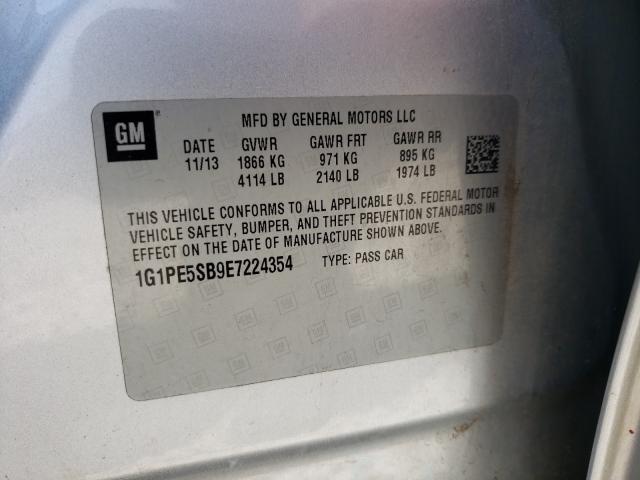 GM
MFD BY GENERAL MOTORS LLC
DATE GVWR GAWR FRT GAWR RR
11/13 1866 KG 971 KG 895 KG
4114 LB 2140 LB 1974 LB
THIS VEHICLE CONFORMS TO ALL APPLICABLE U.S. FEDERAL MOTOR
VEHICLE SAFETY, BUMPER, AND THEFT PREVENTION STANDARDS IN
EFFECT ON THE DATE OF MANUFACTURE SHOWN ABOVE.
1G1PE5SB9E7224354 TYPE: PASS CAR